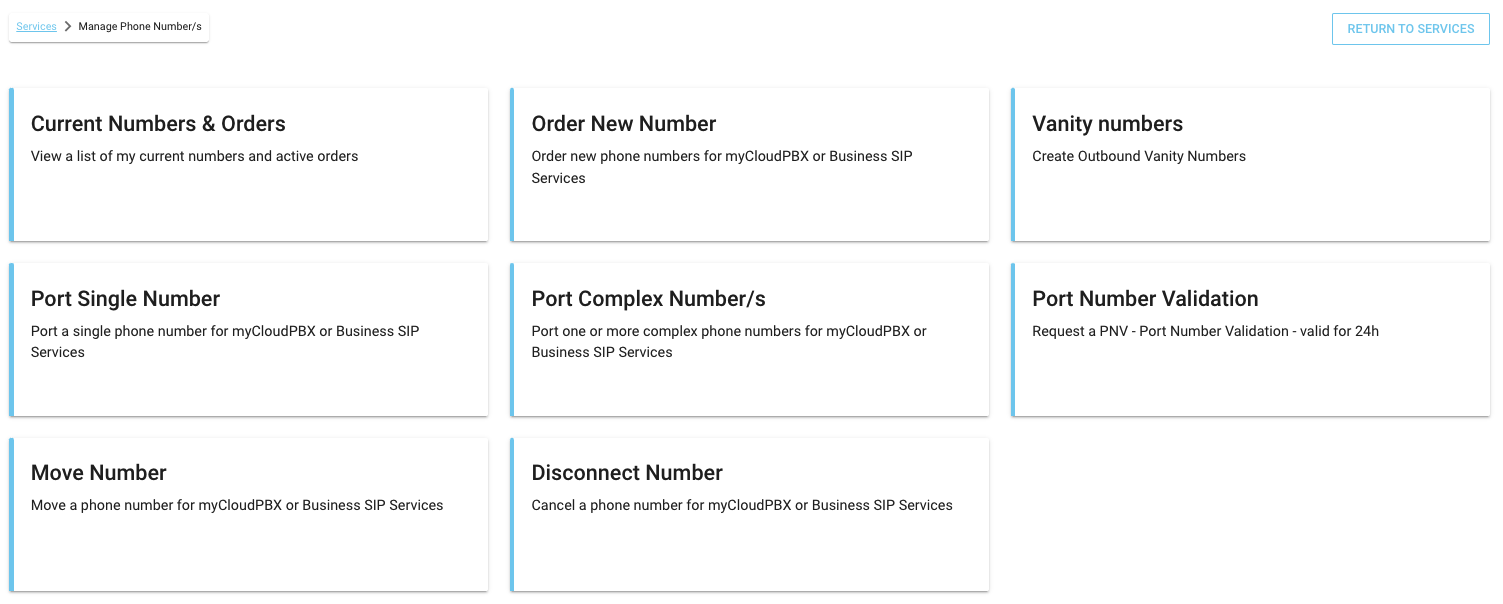 Services > Manage Phone Number/s
RETURN TO SERVICES
Current Numbers & Orders
View a list of my current numbers and active orders
Order New Number
Order new phone numbers for myCloudPBX or Business SIP
Services
Vanity numbers
Create Outbound Vanity Numbers
Port Single Number
Port a single phone number for myCloudPBX or Business SIP
Services
Port Complex Number/s
Port one or more complex phone numbers for myCloudPBX or
Business SIP Services
Port Number Validation
Request a PNV - Port Number Validation - valid for 24h
Move Number
Move a phone number for myCloudPBX or Business SIP Services
Disconnect Number
Cancel a phone number for myCloudPBX or Business SIP Services